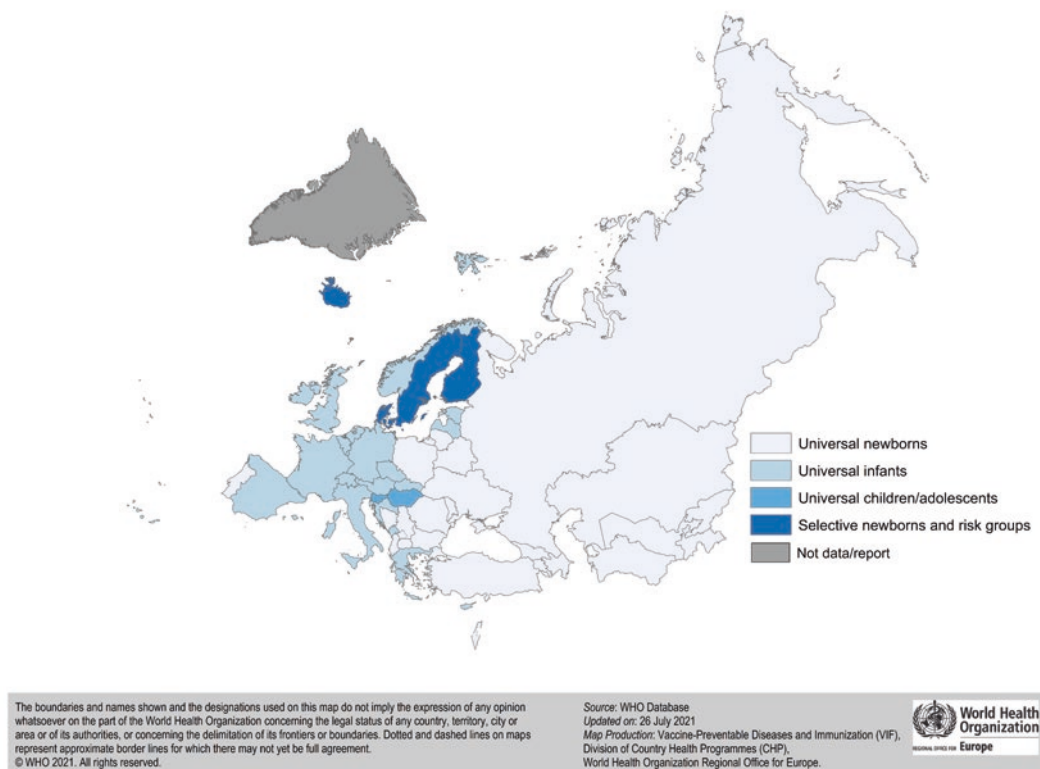 Universal newborns
Universal infants
Universal children/adolescents
Selective newborns and risk groups
Not data/report
The boundaries and names shown and the designations used on this map do not imply the expression of any opinion
whatsoever on the part of the World Health Organization concerning the legal status of any country, territory, city or
area or of its authorities, or concerning the delimitation of its frontiers or boundaries. Dotted and dashed lines on maps
represent approximate border lines for which there may not yet be full agreement.
© WHO 2021. All rights reserved.
Source: WHO Database
Updated on: 26 July 2021
Map Production: Vaccine-Preventable Diseases and Immunization (VIF),
Division of Country Health Programmes (CHP),
World Health Organization Regional Office for Europe.
World Health
Organization
REGIONAL OFFICE FOR Europe